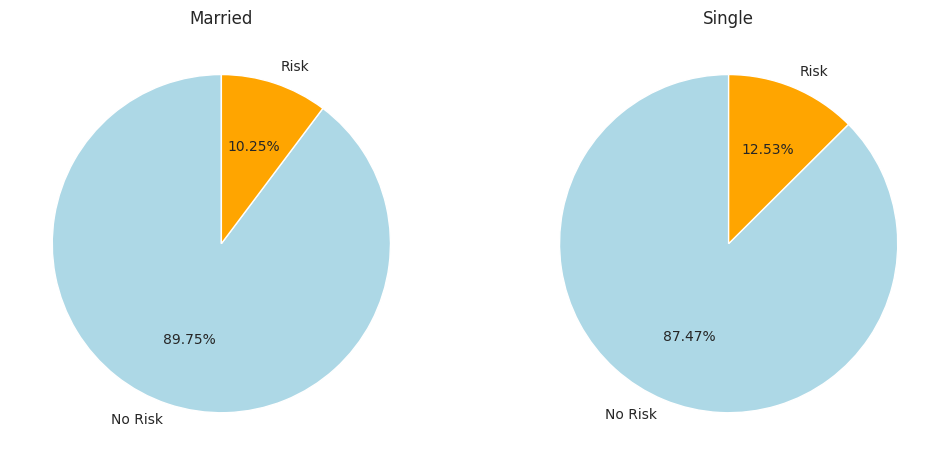 Married
Risk
10.25%
89.75%
No Risk
Single
Risk
12.53%
87.47%
No Risk